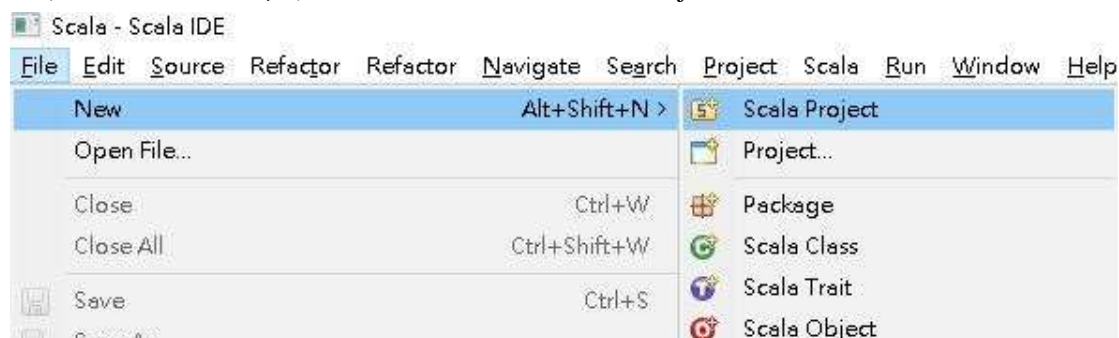 Scala - Scala IDE
File Edit Source Refactor Refactor Navigate Search Project Scala Run Window Help
New Alt+Shift+N >
Scala Project
Open File...
Project...
Close Ctrl+W
Package
Close All Ctrl+Shift+W
Scala Class
Save Ctrl+S
Scala Trait
Scala Object